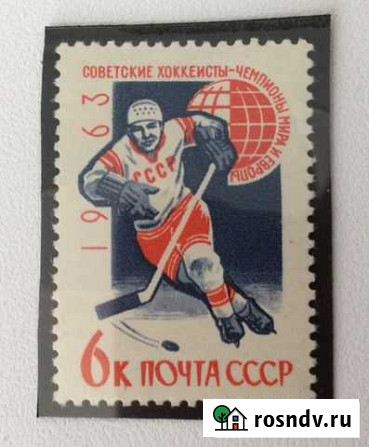 СОВЕТСКИЕ ХОККЕИСТЫ-ЧЕМПИОНЫ МИРА И ЕВРОПЫ
1963
СССР
6К ПОЧТА СССР
rosndv.ru